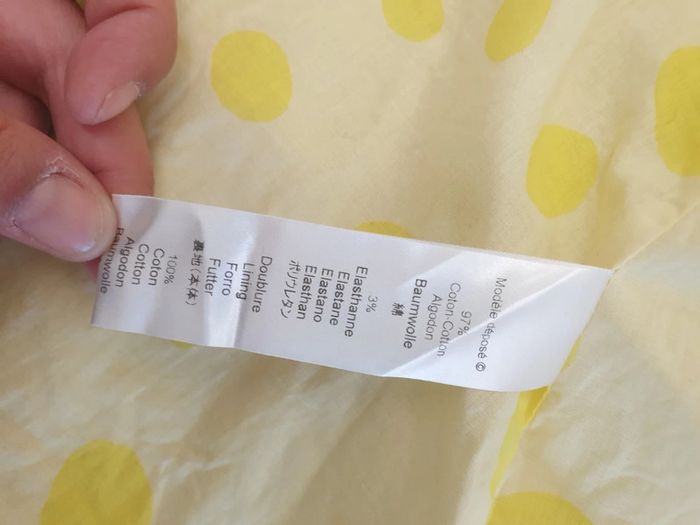 Modèle déposé ©
97%
Coton-Cotton
Algodon
Baumwolle
綿
3%
Elasthanne
Elastane
Elastano
Elasthan
ポリウレタン
Doublure
Lining
Forro
Futter
裏地(本体)
100%
Coton
Cotton
Algodon
Baumwolle